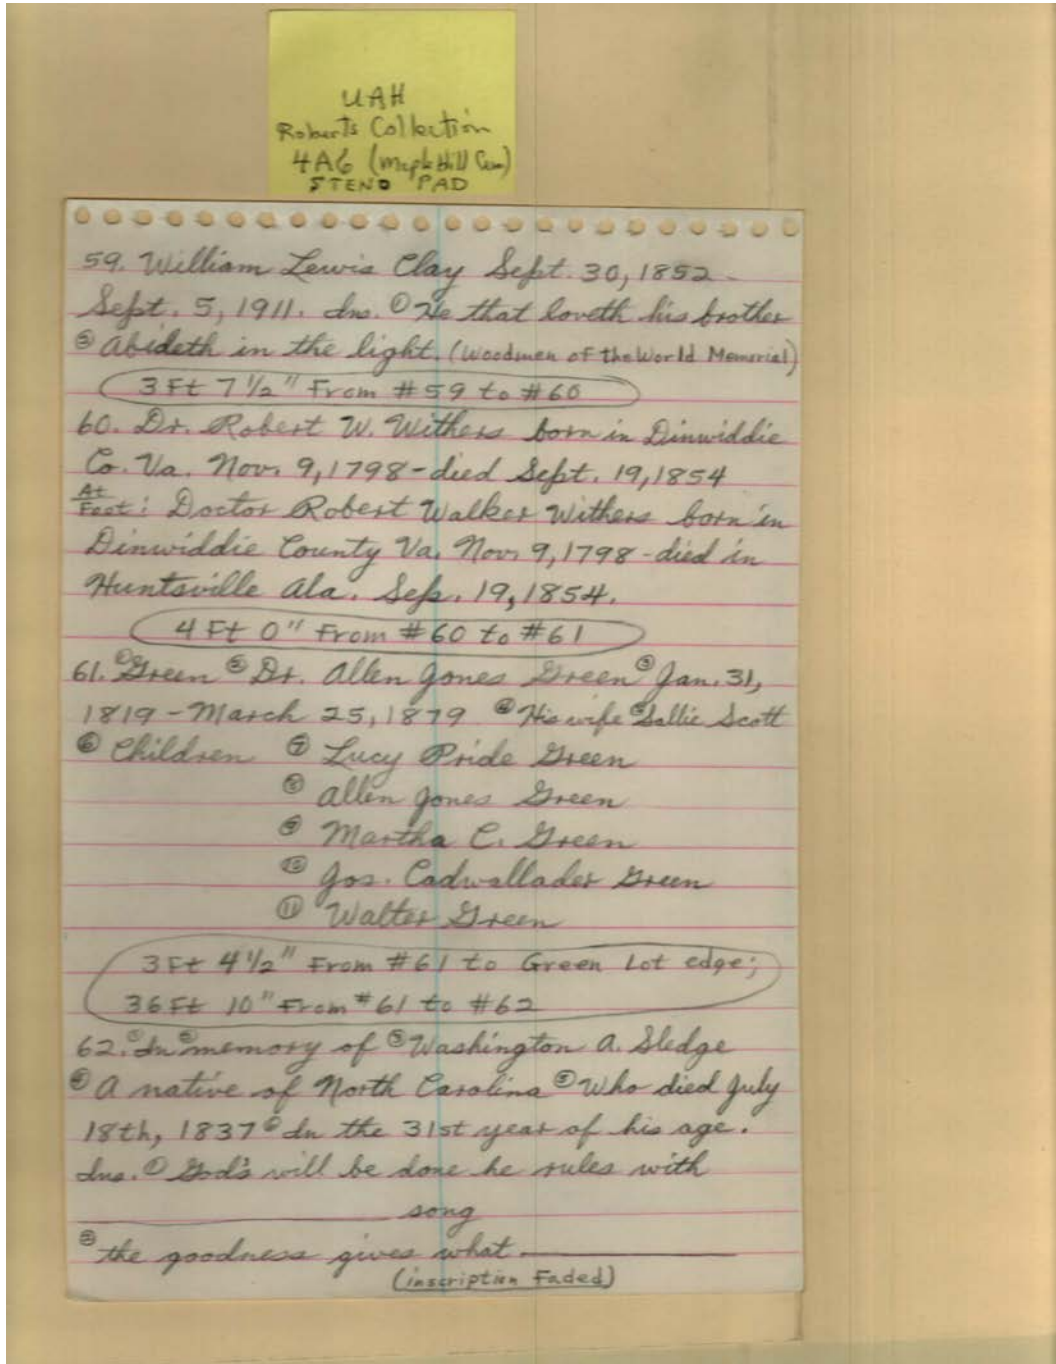 UAH
Roberts Collection
4A6 (Maple Hill Cem)
STENO PAD
59. William Lewis Clay Sept. 30, 1852 -
Sept. 5, 1911. Ins. ① He that loveth his brother
② Abideth in the light. (Woodmen of the World Memorial)
3 Ft 7 1/2" From #59 to #60
60. Dr. Robert W. Withers born in Dinwiddie
Co. Va. Nov. 9, 1798 - died Sept. 19, 1854
At Foot: Doctor Robert Walker Withers born in
Dinwiddie County Va. Nov. 9, 1798 - died in
Huntsville Ala. Sep. 19, 1854.
4 Ft 0" From #60 to #61
61. ① Green ② Dr. Allen Jones Green ③ Jan. 31,
1819 - March 25, 1879 ④ His wife ⑤ Sallie Scott
⑥ Children ⑦ Lucy Pride Green
⑧ Allen Jones Green
⑨ Martha C. Green
⑩ Jos. Cadwallader Green
⑪ Walter Green
3 Ft 4 1/2" From #61 to Green Lot edge;
36 Ft 10" From #61 to #62
62. ① In ② memory of ③ Washington A. Sledge
④ A native of North Carolina ⑤ Who died July
18th, 1837 ⑥ In the 31st year of his age.
Ins. ① God's will be done he rules with
____________ song
② the goodness gives what ____________
(inscription Faded)